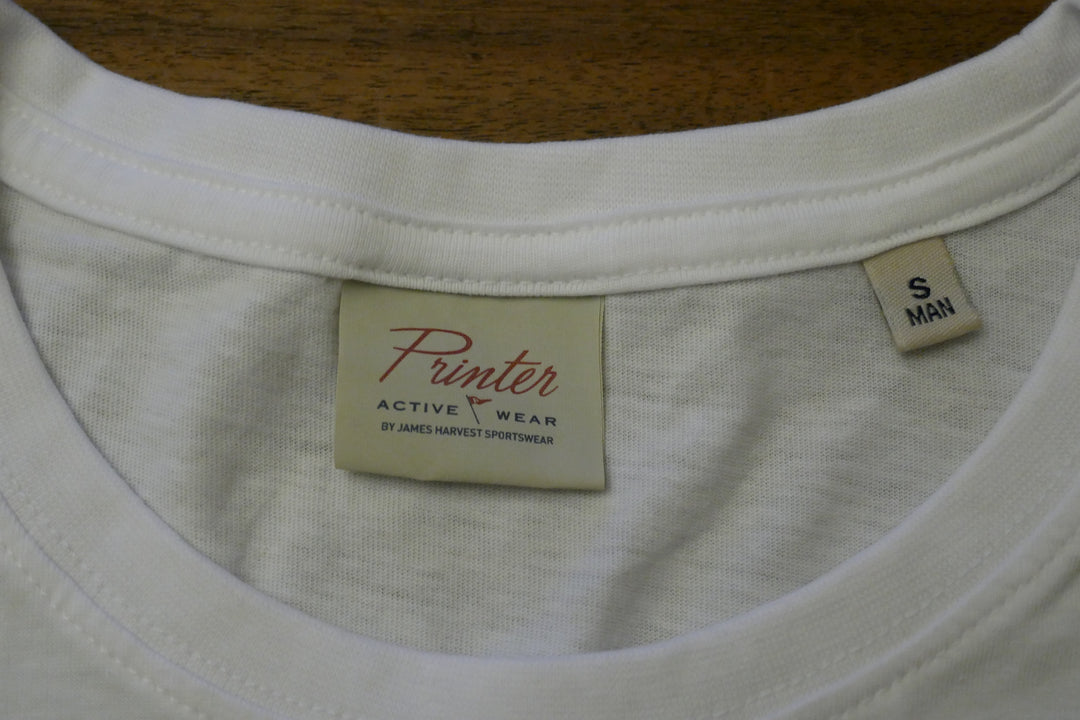 Printer
ACTIVE WEAR
BY JAMES HARVEST SPORTSWEAR
S
MAN